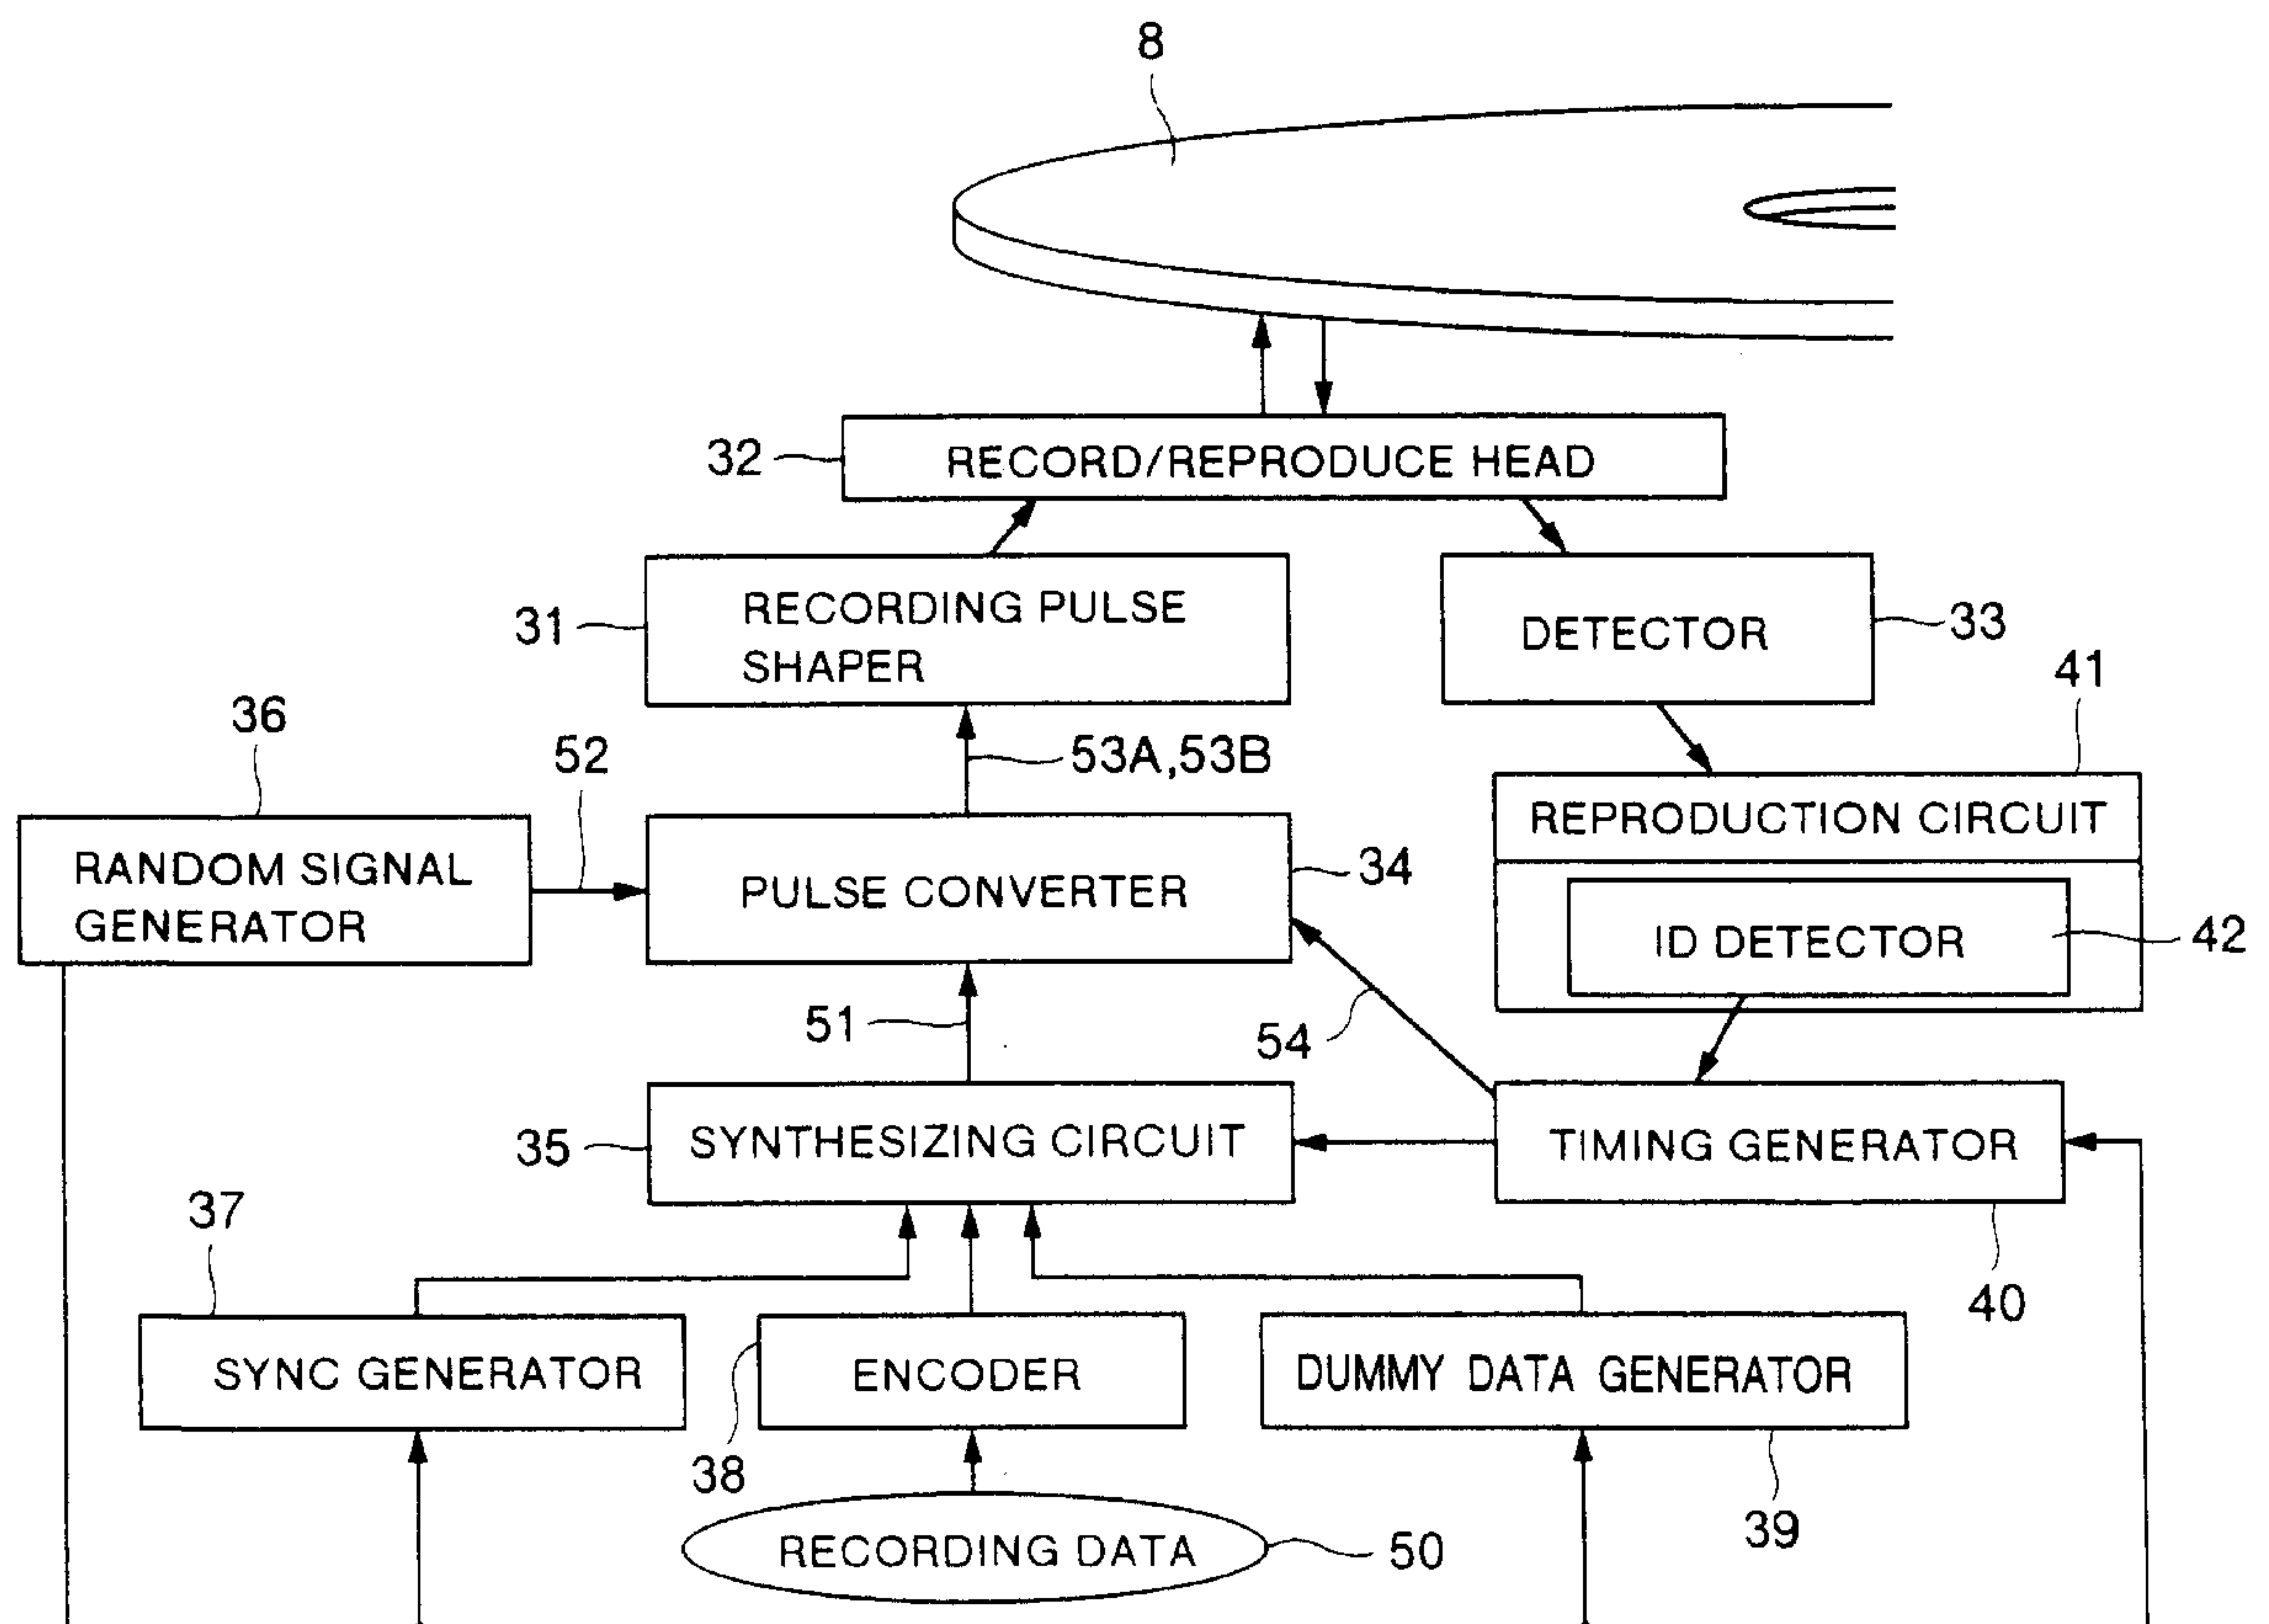 8
32
RECORD/REPRODUCE HEAD
31
RECORDING PULSE
SHAPER
DETECTOR
33
41
36
52
53A,53B
REPRODUCTION CIRCUIT
RANDOM SIGNAL
GENERATOR
PULSE CONVERTER
34
ID DETECTOR
42
51
54
35
SYNTHESIZING CIRCUIT
TIMING GENERATOR
37
40
SYNC GENERATOR
38
ENCODER
DUMMY DATA GENERATOR
39
RECORDING DATA
50